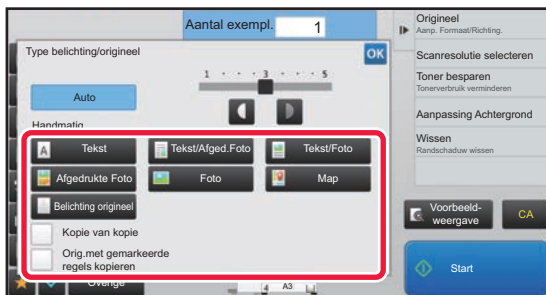 Aantal exempl. 1
Type belichting/origineel
OK
1 3 5
Auto
Handmatig
A Tekst
Tekst/Afged.Foto
Tekst/Foto
Afgedrukte Foto
Foto
Map
Belichting origineel
Kopie van kopie
Orig.met gemarkeerde
regels kopieren
Overige
4 A3
Origineel
Aanp. Formaat/Richting.
Scanresolutie selecteren
Toner besparen
Tonerverbruik verminderen
Aanpassing Achtergrond
Wissen
Randschaduw wissen
Voorbeeld-
weergave
CA
Start